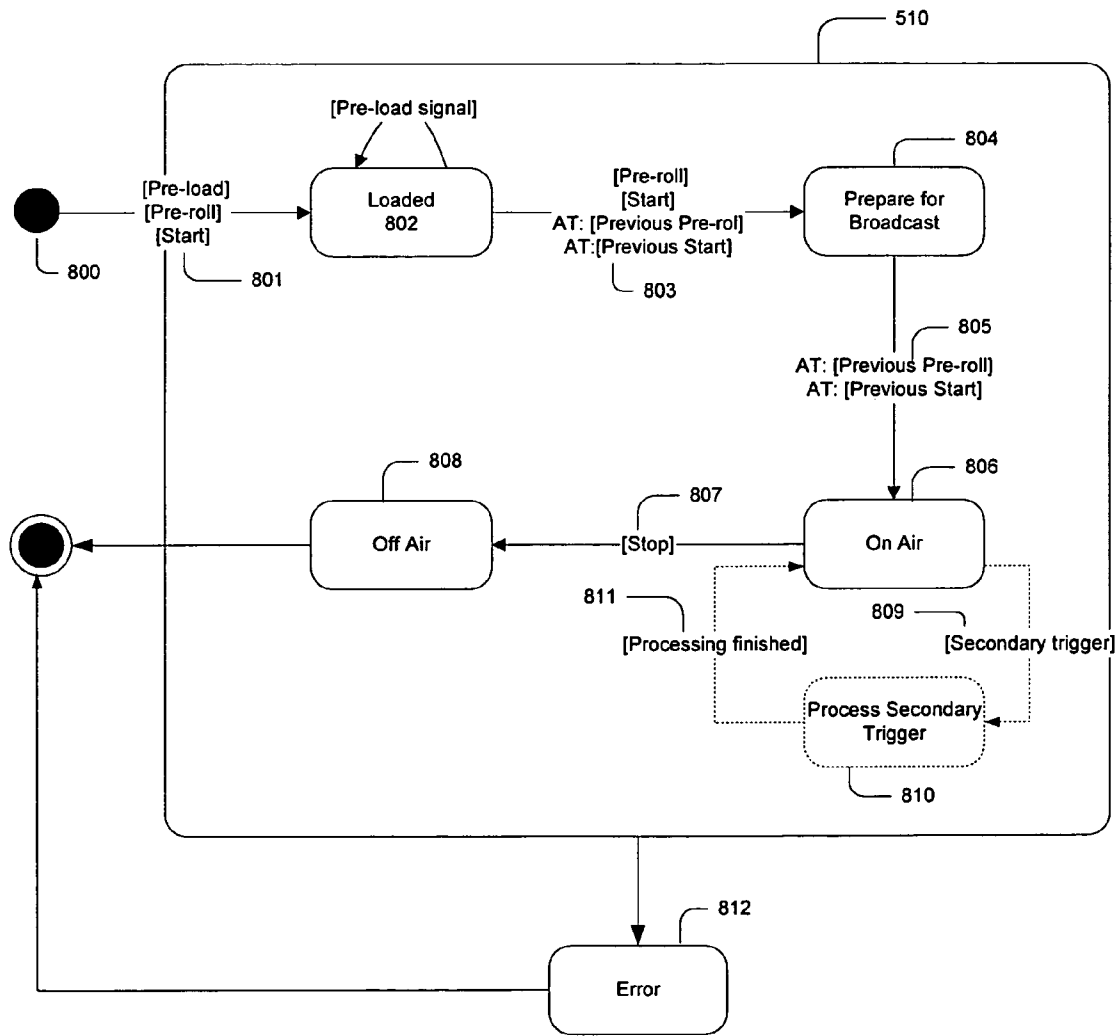 510
[Pre-load signal]
804
[Pre-load]
[Pre-roll]
[Start]
Loaded
802
[Pre-roll]
[Start]
AT: [Previous Pre-rol]
AT:[Previous Start]
Prepare for
Broadcast
800
801
803
805
AT: [Previous Pre-roll]
AT: [Previous Start]
808
807
806
Off Air
[Stop]
On Air
811
809
[Processing finished]
[Secondary trigger]
Process Secondary
Trigger
810
812
Error